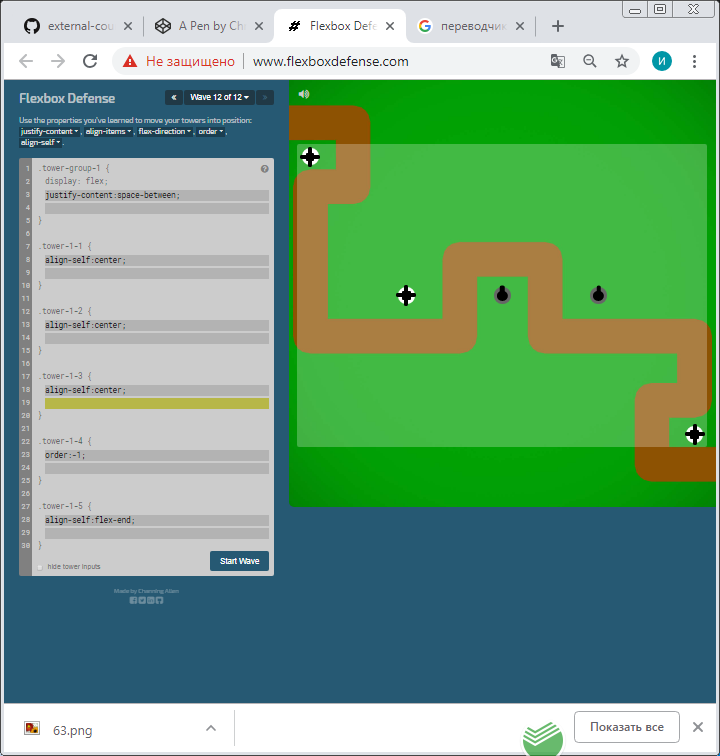 external-cou
A Pen by Cha
Flexbox Defe
переводчик
Не защищено
www.flexboxdefense.com
И
Flexbox Defense
« Wave 12 of 12 »
Use the properties you've learned to move your towers into position:
justify-content , align-items , flex-direction , order ,
align-self .
1 .tower-group-1 {
2 display: flex;
3 justify-content:space-between;
4
5 }
6
7 .tower-1-1 {
8 align-self:center;
9
10 }
11
12 .tower-1-2 {
13 align-self:center;
14
15 }
16
17 .tower-1-3 {
18 align-self:center;
19
20 }
21
22 .tower-1-4 {
23 order:-1;
24
25 }
26
27 .tower-1-5 {
28 align-self:flex-end;
29
30 }
hide tower inputs
Start Wave
Made by Channing Allen
63.png
Показать все